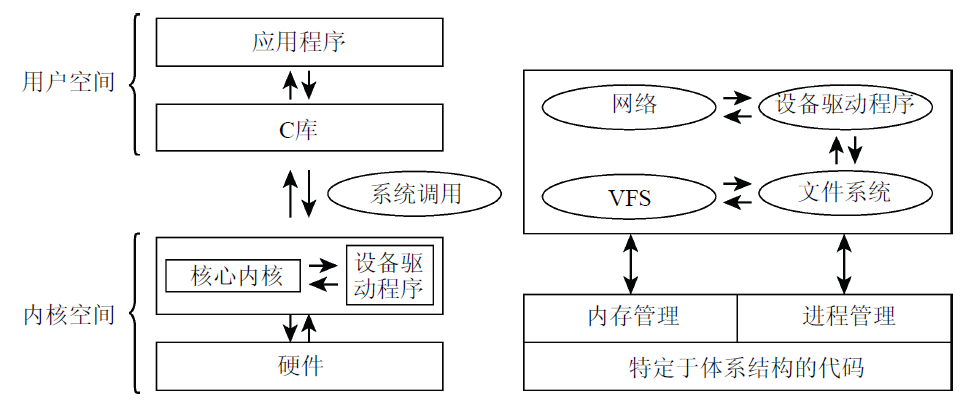 用户空间
应用程序
C库
系统调用
内核空间
核心内核
设备驱
动程序
硬件
网络
设备驱动程序
VFS
文件系统
内存管理
进程管理
特定于体系结构的代码